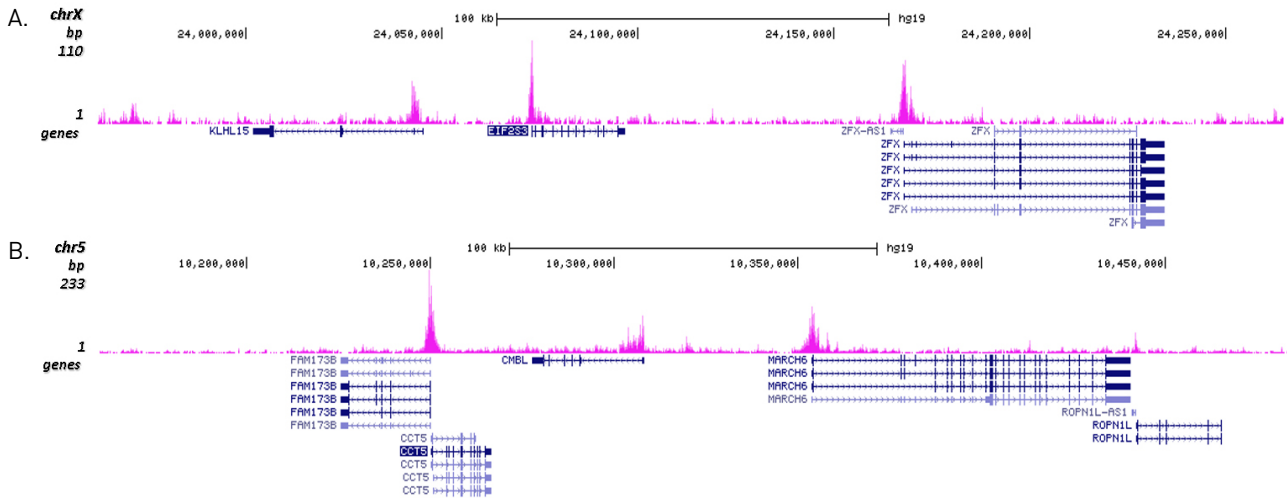 A. chrX 100 kb hg19
bp 24,000,000 24,050,000 24,100,000 24,150,000 24,200,000 24,250,000
110
1
genes
KLHL15 EIF2S3 ZFX-AS1 ZFX
ZFX
ZFX
ZFX
ZFX
ZFX
ZFX
ZFX
B. chr5 100 kb hg19
bp 10,200,000 10,250,000 10,300,000 10,350,000 10,400,000 10,450,000
233
1
genes
FAM173B CMBL MARCH6
FAM173B MARCH6
FAM173B MARCH6
FAM173B MARCH6
FAM173B ROPN1L-AS1
FAM173B ROPN1L
CCT5 ROPN1L
CCT5
CCT5
CCT5
CCT5